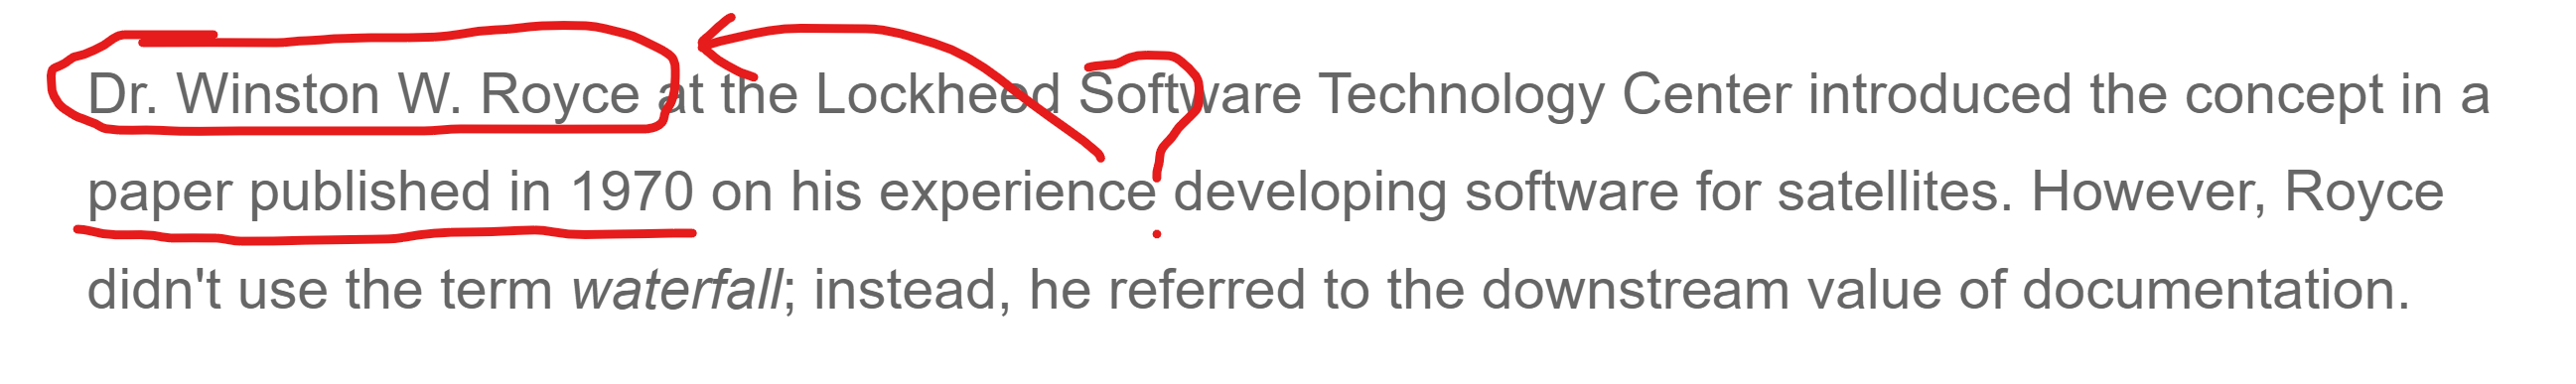 Dr. Winston W. Royce at the Lockheed Software Technology Center introduced the concept in a
paper published in 1970 on his experience developing software for satellites. However, Royce
didn't use the term waterfall; instead, he referred to the downstream value of documentation.
?